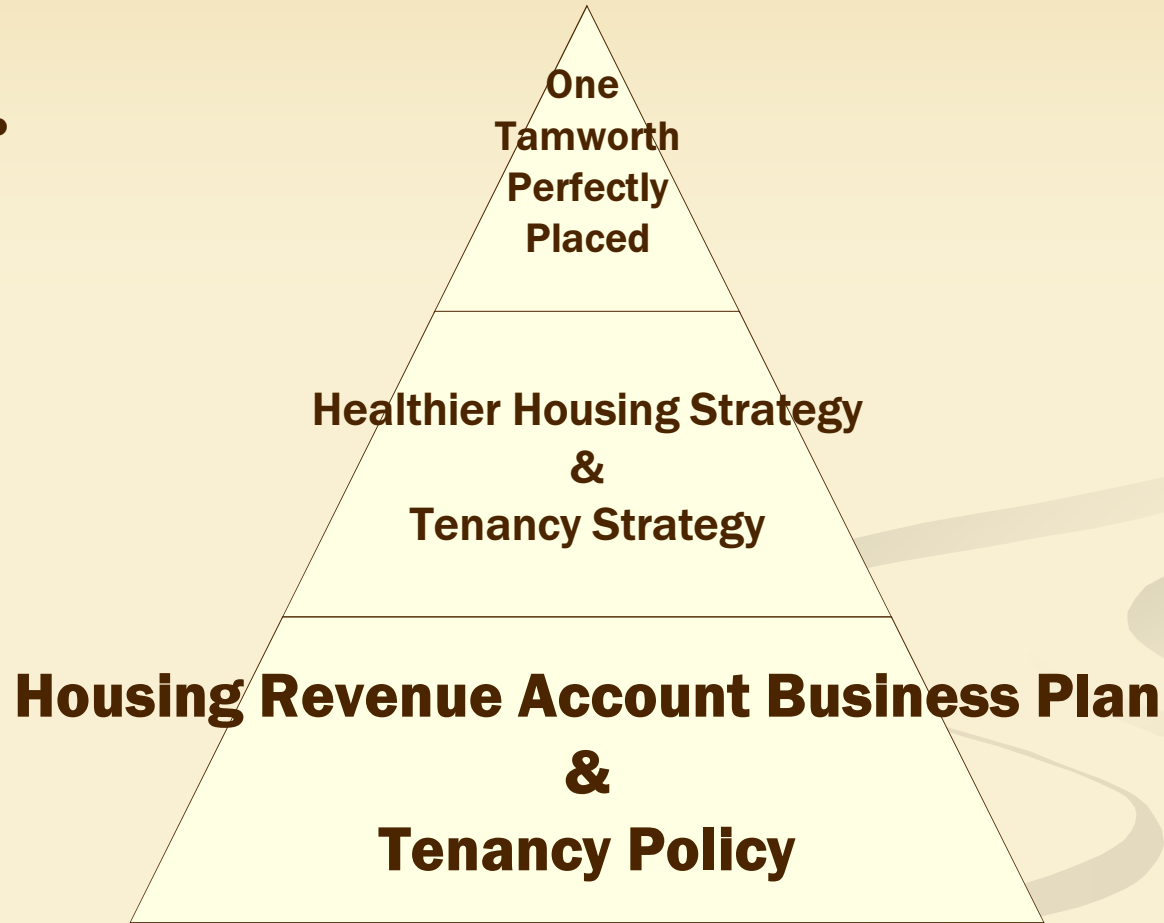 One
Tamworth
Perfectly
Placed
Healthier Housing Strategy
&
Tenancy Strategy
Housing Revenue Account Business Plan
&
Tenancy Policy